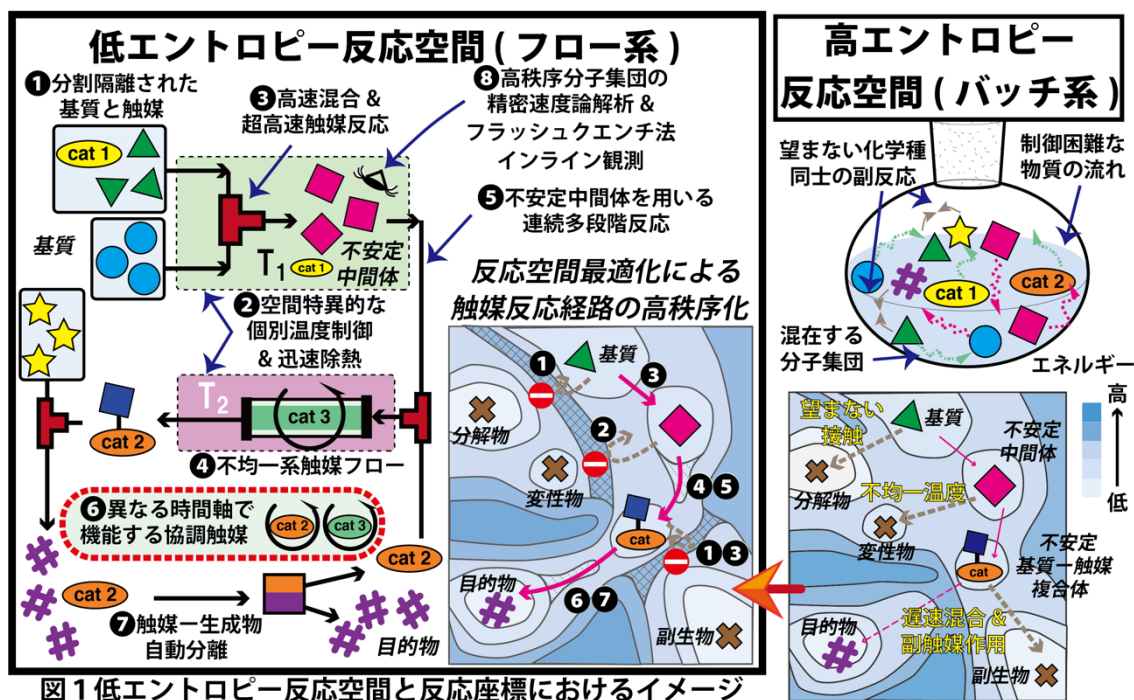 低エントロピー反応空間 ( フロー系 )
❶分割隔離された
基質と触媒
cat 1
基質
❸高速混合 &
超高速触媒反応
❽高秩序分子集団の
精密速度論解析 &
フラッシュクエンチ法
インライン観測
T1
cat 1
不安定
中間体
❺不安定中間体を用いる
連続多段階反応
❷空間特異的な
個別温度制御
& 迅速除熱
T2
cat 3
cat 2
❹不均一系触媒フロー
❻異なる時間軸で
機能する協調触媒
cat 2
cat 3
cat 2
cat 2
❼触媒ー生成物
自動分離
目的物
反応空間最適化による
触媒反応経路の高秩序化
❶
基質
❸
分解物
❷
変性物
❹❺
cat
❶❸
目的物
❻❼
副生物
高エントロピー
反応空間 ( バッチ系 )
望まない化学種
同士の副反応
制御困難な
物質の流れ
cat 1
cat 2
混在する
分子集団
エネルギー
高
低
望まない
接触
基質
不安定
中間体
分解物
不均一温度
変性物
不安定
基質ー触媒
複合体
cat
遅速混合 &
副触媒作用
目的物
副生物
図 1 低エントロピー反応空間と反応座標におけるイメージ